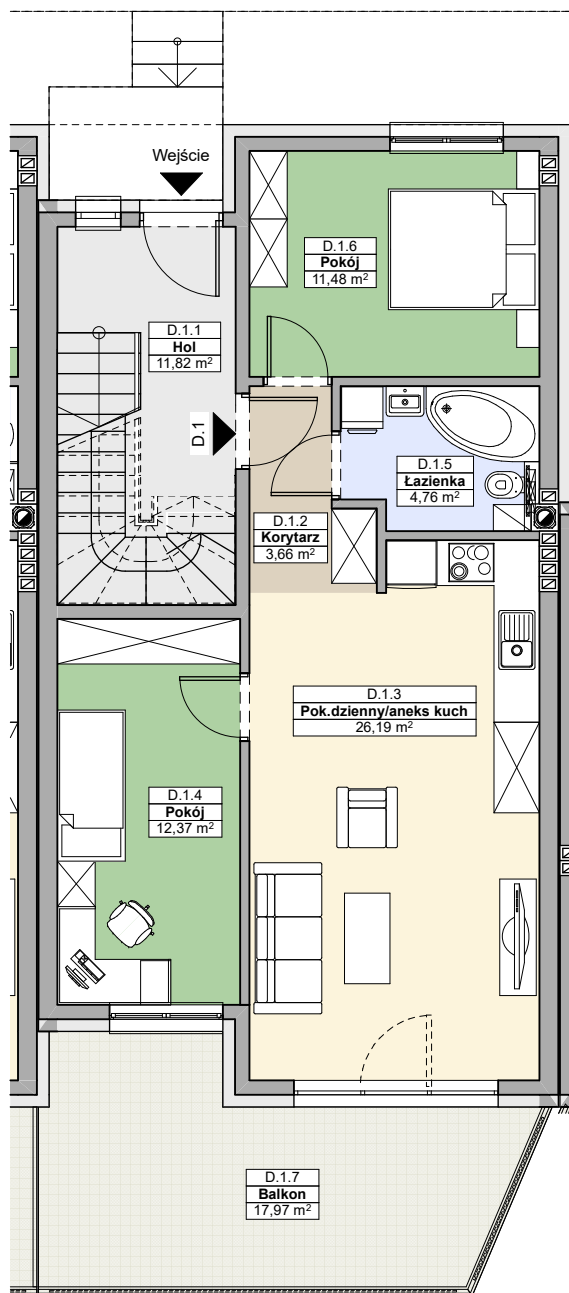 Wejście
D.1.6
Pokój
11,48 m²
D.1.1
Hol
11,82 m²
D.1
D.1.5
Łazienka
4,76 m²
D.1.2
Korytarz
3,66 m²
D.1.3
Pok.dzienny/aneks kuch
26,19 m²
D.1.4
Pokój
12,37 m²
D.1.7
Balkon
17,97 m²